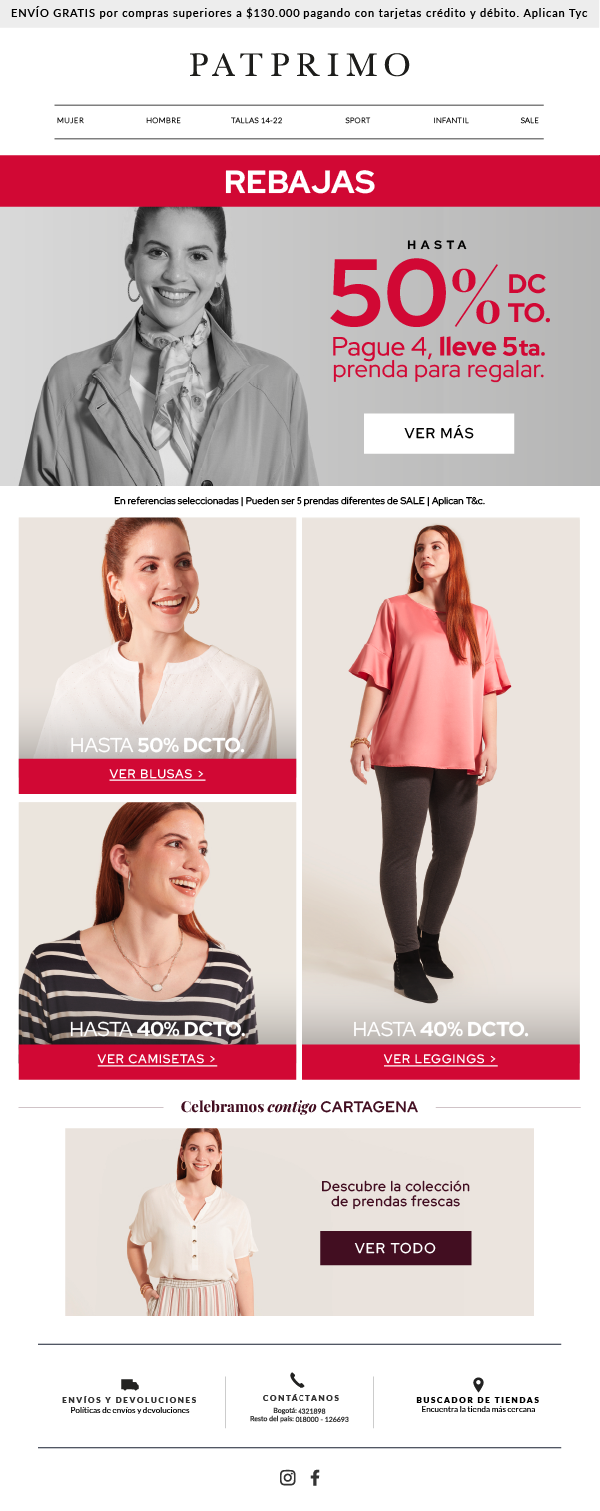 ENVÍO GRATIS por compras superiores a $130.000 pagando con tarjetas crédito y débito. Aplican Tyc
PATPRIMO
MUJER HOMBRE TALLAS 14-22 SPORT INFANTIL SALE
REBAJAS
HASTA
50% DCTO.
Pague 4, lleve 5ta.
prenda para regalar.
VER MÁS
En referencias seleccionadas | Pueden ser 5 prendas diferentes de SALE | Aplican T&c.
HASTA 50% DCTO.
VER BLUSAS >
HASTA 40% DCTO.
VER CAMISETAS >
HASTA 40% DCTO.
VER LEGGINGS >
Celebramos contigo CARTAGENA
Descubre la colección
de prendas frescas
VER TODO
ENVÍOS Y DEVOLUCIONES
Políticas de envíos y devoluciones
CONTÁCTANOS
Bogotá: 4321898
Resto del país: 018000 - 126693
BUSCADOR DE TIENDAS
Encuentra la tienda más cercana